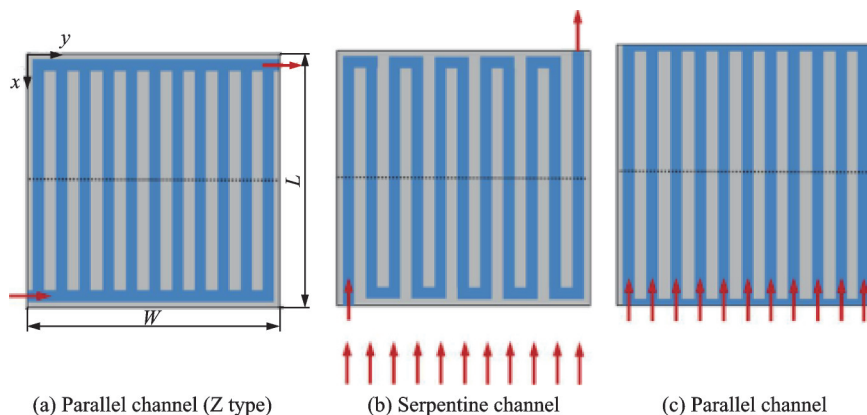 y
x
L
W
(a) Parallel channel (Z type)
(b) Serpentine channel
(c) Parallel channel